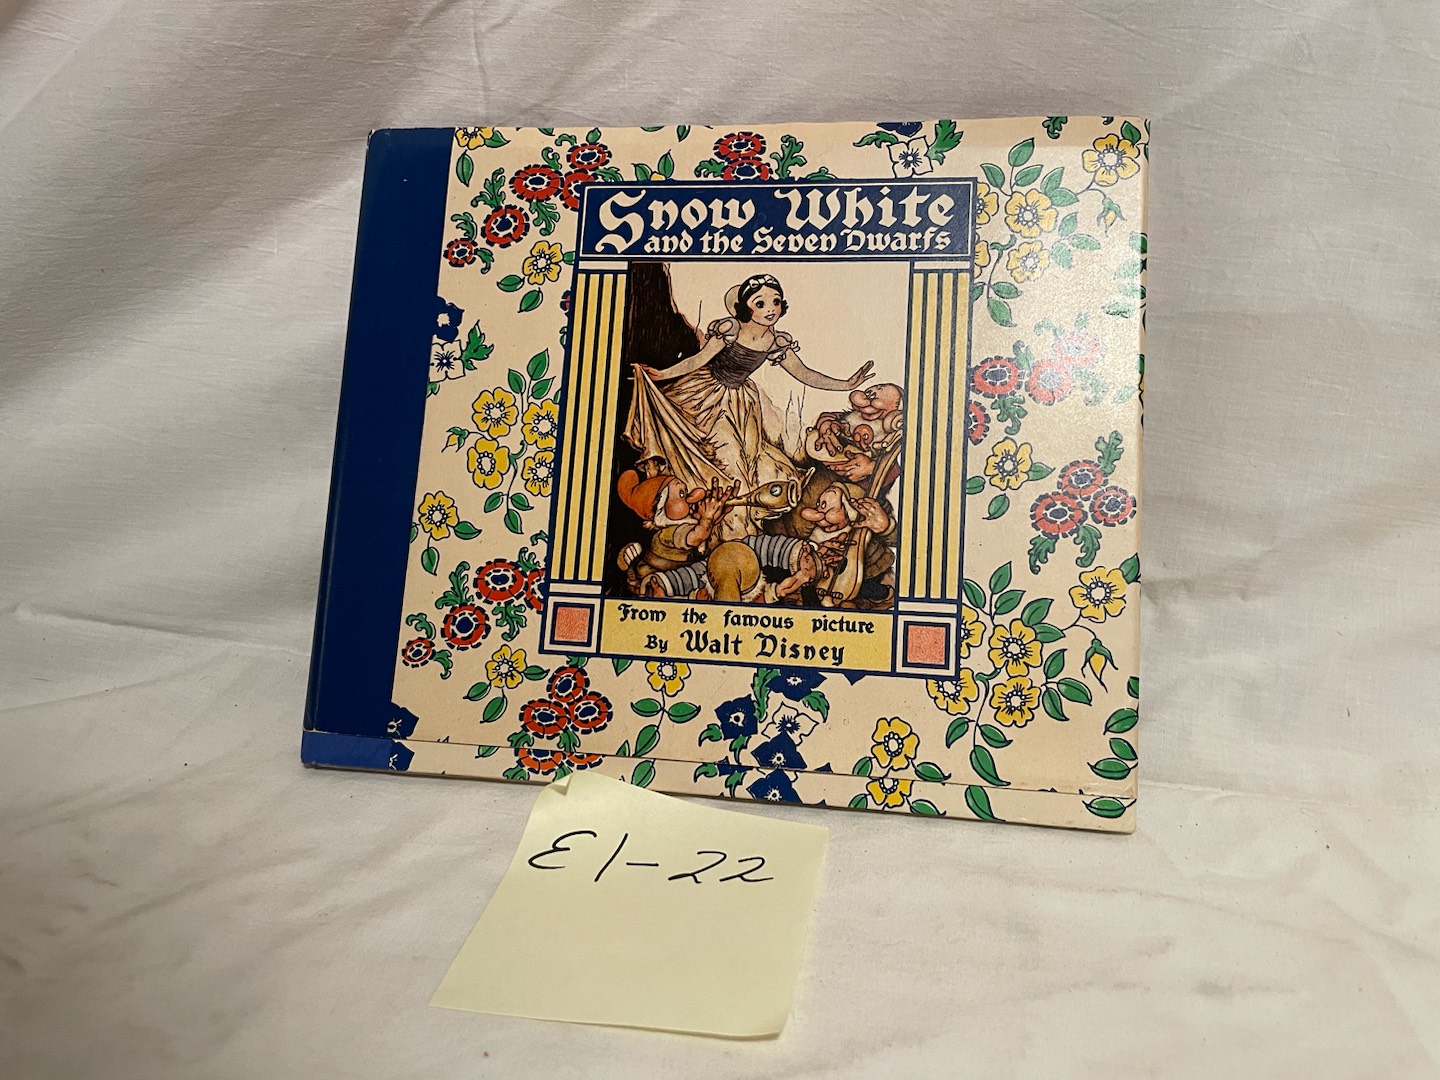 Snow White
and the Seven Dwarfs
From the famous picture
By Walt Disney
E1-22